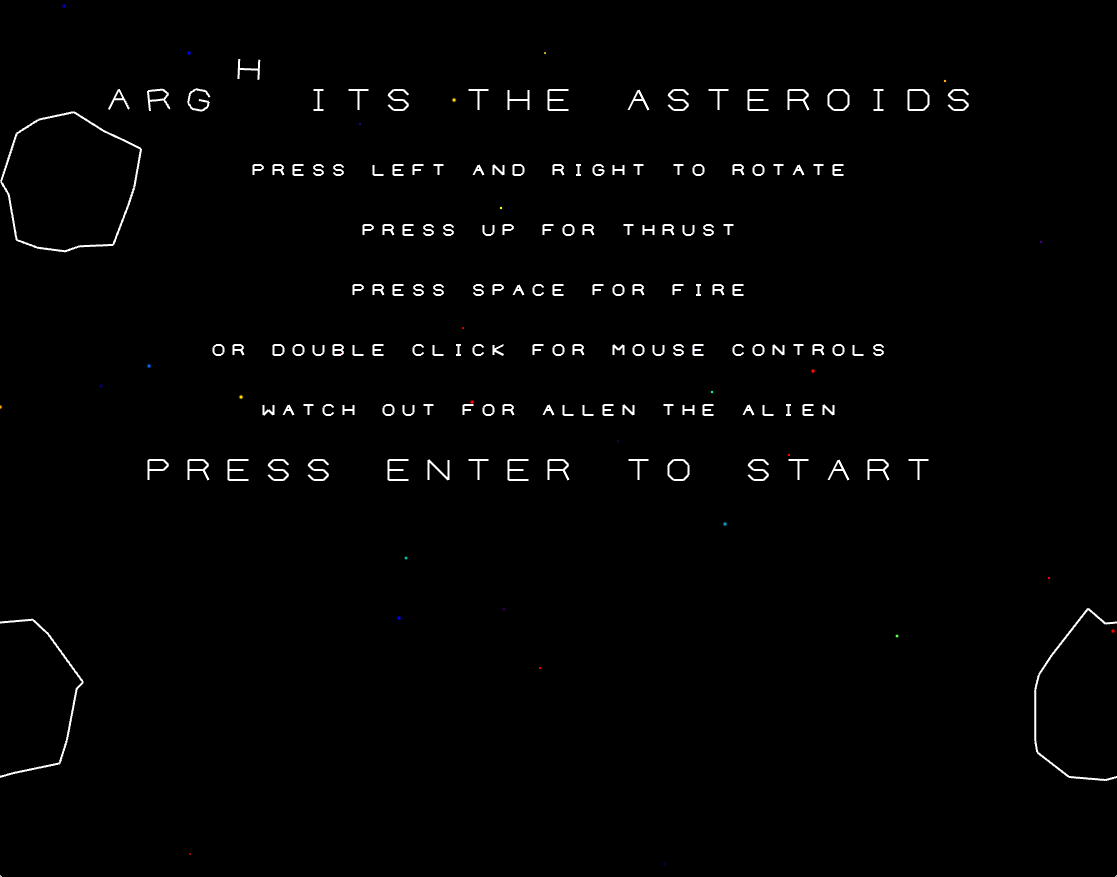 ARGH ITS THE ASTEROIDS
PRESS LEFT AND RIGHT TO ROTATE
PRESS UP FOR THRUST
PRESS SPACE FOR FIRE
OR DOUBLE CLICK FOR MOUSE CONTROLS
WATCH OUT FOR ALLEN THE ALIEN
PRESS ENTER TO START